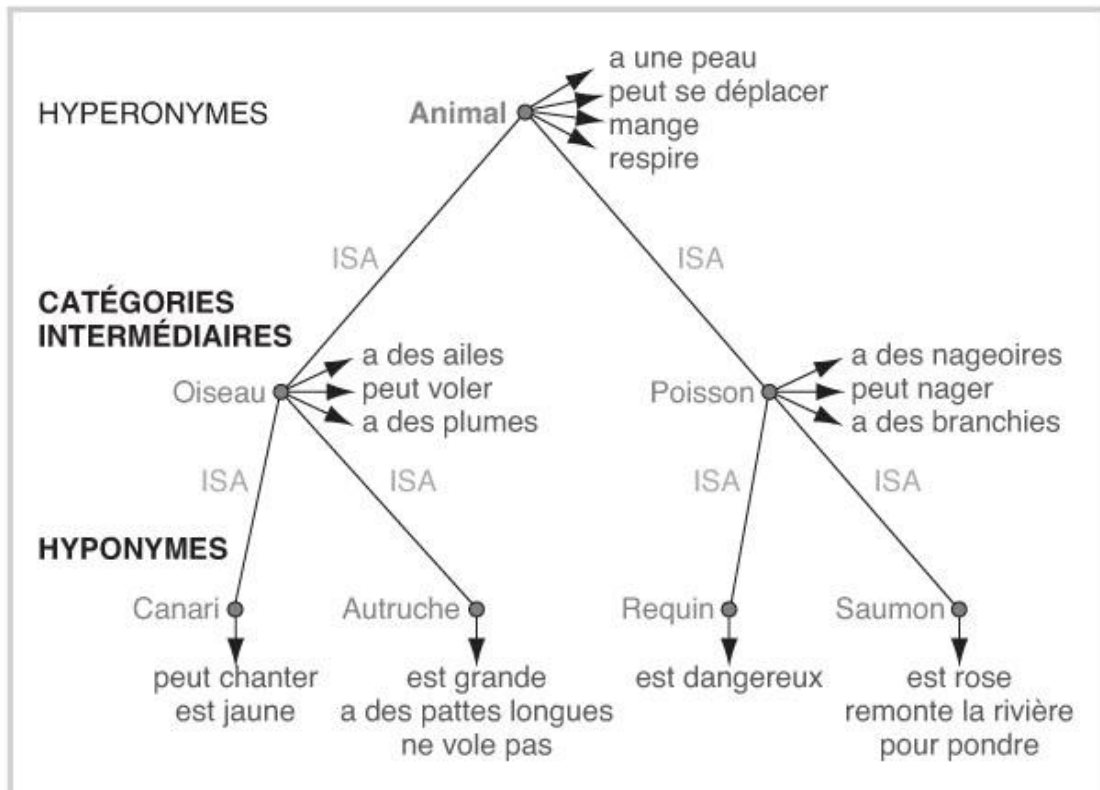 HYPERONYMES
Animal
a une peau
peut se déplacer
mange
respire
ISA
ISA
CATÉGORIES
INTERMÉDIAIRES
Oiseau
a des ailes
peut voler
a des plumes
Poisson
a des nageoires
peut nager
a des branchies
ISA
ISA
ISA
ISA
HYPONYMES
Canari
Autruche
Requin
Saumon
peut chanter
est jaune
est grande
a des pattes longues
ne vole pas
est dangereux
est rose
remonte la rivière
pour pondre